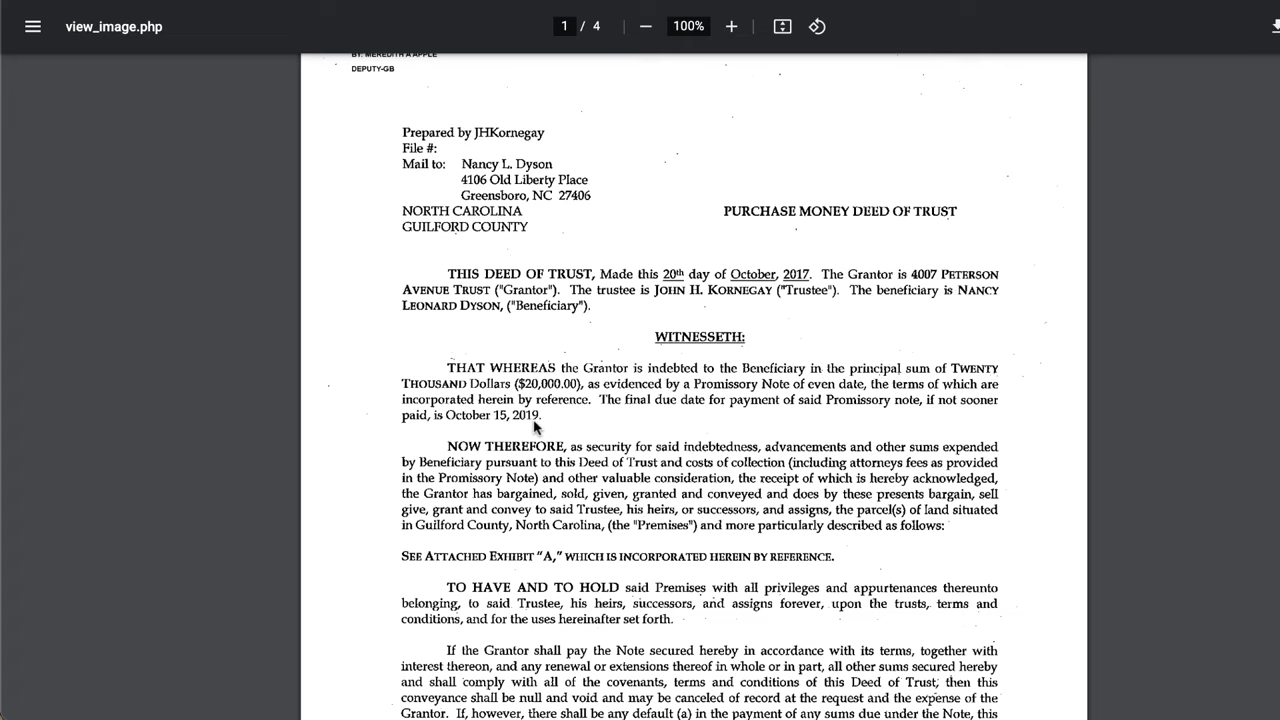 view_image.php
1 / 4
100%
BY: MEREDITH A APPLE
DEPUTY-GB
Prepared by JHKornegay
File #:
Mail to: Nancy L. Dyson
4106 Old Liberty Place
Greensboro, NC 27406
NORTH CAROLINA PURCHASE MONEY DEED OF TRUST
GUILFORD COUNTY
THIS DEED OF TRUST, Made this 20th day of October, 2017. The Grantor is 4007 PETERSON
AVENUE TRUST ("Grantor"). The trustee is JOHN H. KORNEGAY ("Trustee"). The beneficiary is NANCY
LEONARD DYSON, ("Beneficiary").
WITNESSETH:
THAT WHEREAS the Grantor is indebted to the Beneficiary in the principal sum of TWENTY
THOUSAND Dollars ($20,000.00), as evidenced by a Promissory Note of even date, the terms of which are
incorporated herein by reference. The final due date for payment of said Promissory note, if not sooner
paid, is October 15, 2019.
NOW THEREFORE, as security for said indebtedness, advancements and other sums expended
by Beneficiary pursuant to this Deed of Trust and costs of collection (including attorneys fees as provided
in the Promissory Note) and other valuable consideration, the receipt of which is hereby acknowledged,
the Grantor has bargained, sold, given, granted and conveyed and does by these presents bargain, sell
give, grant and convey to said Trustee, his heirs, or successors, and assigns, the parcel(s) of land situated
in Guilford County, North Carolina, (the "Premises") and more particularly described as follows:
SEE ATTACHED EXHIBIT "A," WHICH IS INCORPORATED HEREIN BY REFERENCE.
TO HAVE AND TO HOLD said Premises with all privileges and appurtenances thereunto
belonging, to said Trustee, his heirs, successors, and assigns forever, upon the trusts, terms and
conditions, and for the uses hereinafter set forth.
If the Grantor shall pay the Note secured hereby in accordance with its terms, together with
interest thereon, and any renewal or extensions thereof in whole or in part, all other sums secured hereby
and shall comply with all of the covenants, terms and conditions of this Deed of Trust, then this
conveyance shall be null and void and may be canceled of record at the request and the expense of the
Grantor. If, however, there shall be any default (a) in the payment of any sums due under the Note, this